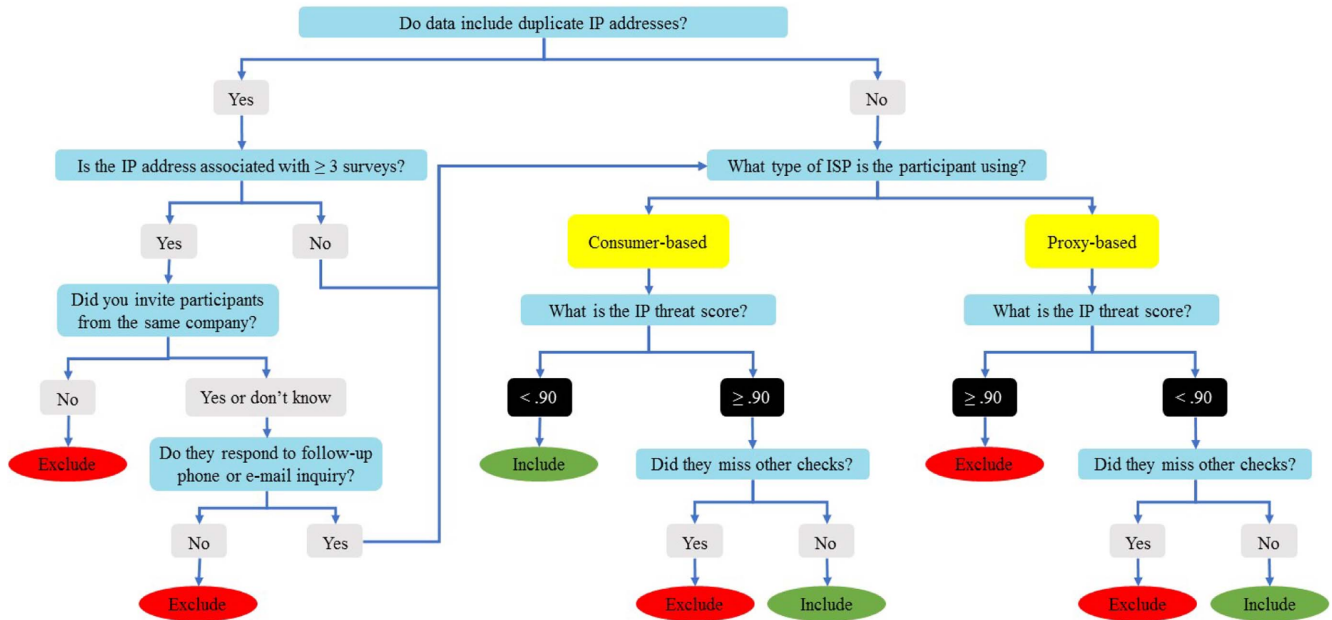 Do data include duplicate IP addresses?
Yes
No
Is the IP address associated with ≥ 3 surveys?
What type of ISP is the participant using?
Yes
No
Consumer-based
Proxy-based
Did you invite participants
from the same company?
What is the IP threat score?
What is the IP threat score?
No
Yes or don’t know
< .90
≥ .90
≥ .90
< .90
Exclude
Do they respond to follow-up
phone or e-mail inquiry?
Include
Did they miss other checks?
Exclude
Did they miss other checks?
No
Yes
Yes
No
Yes
No
Exclude
Exclude
Include
Exclude
Include